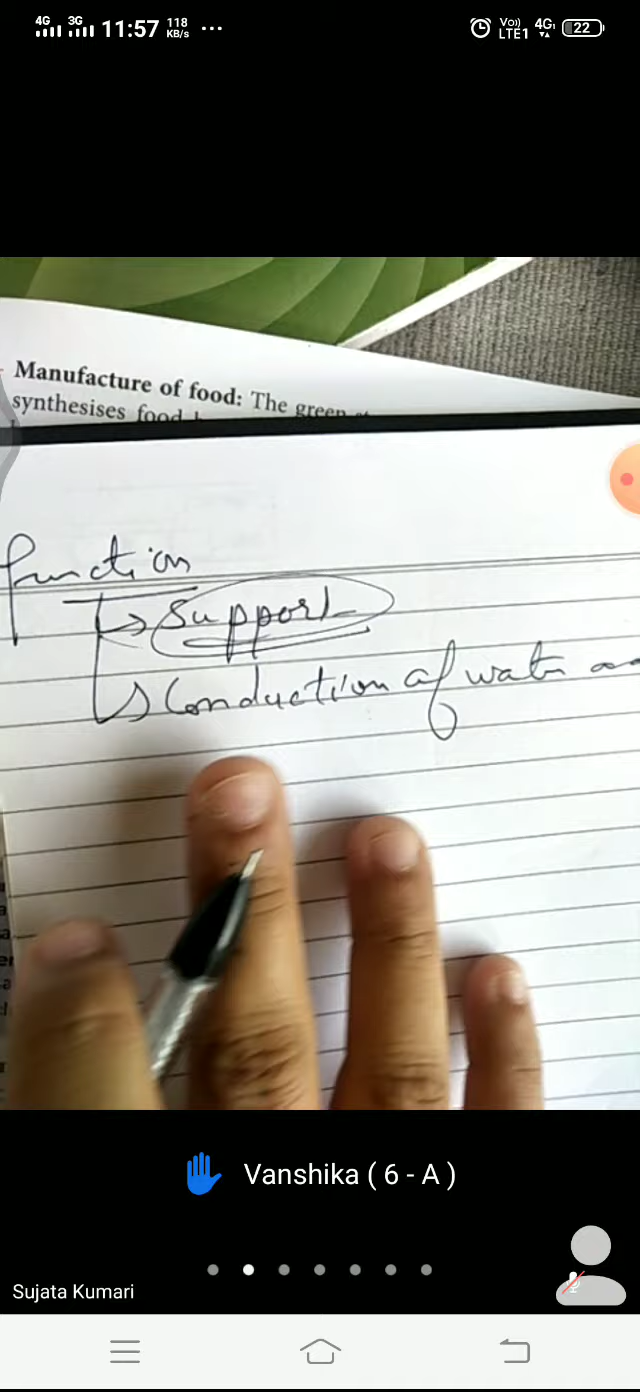 4G 3G 11:57 118 KB/s ... Vo)) LTE1 4G 22
Manufacture of food: The green
synthesises food
function
Support
Conduction of water
Vanshika ( 6 - A )
Sujata Kumari